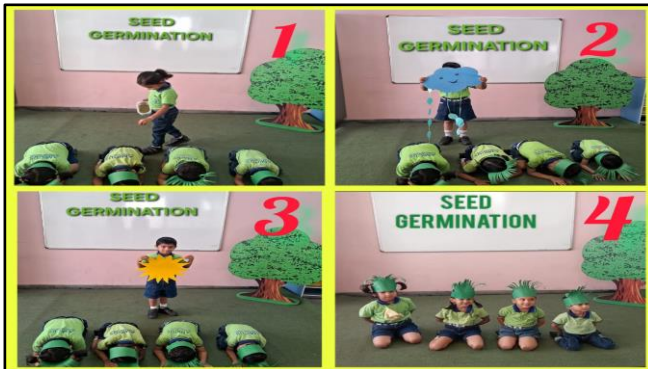 SEED
GERMINATION
1
SEED
GERMINATION
2
SEED
GERMINATION
3
SEED
GERMINATION
4